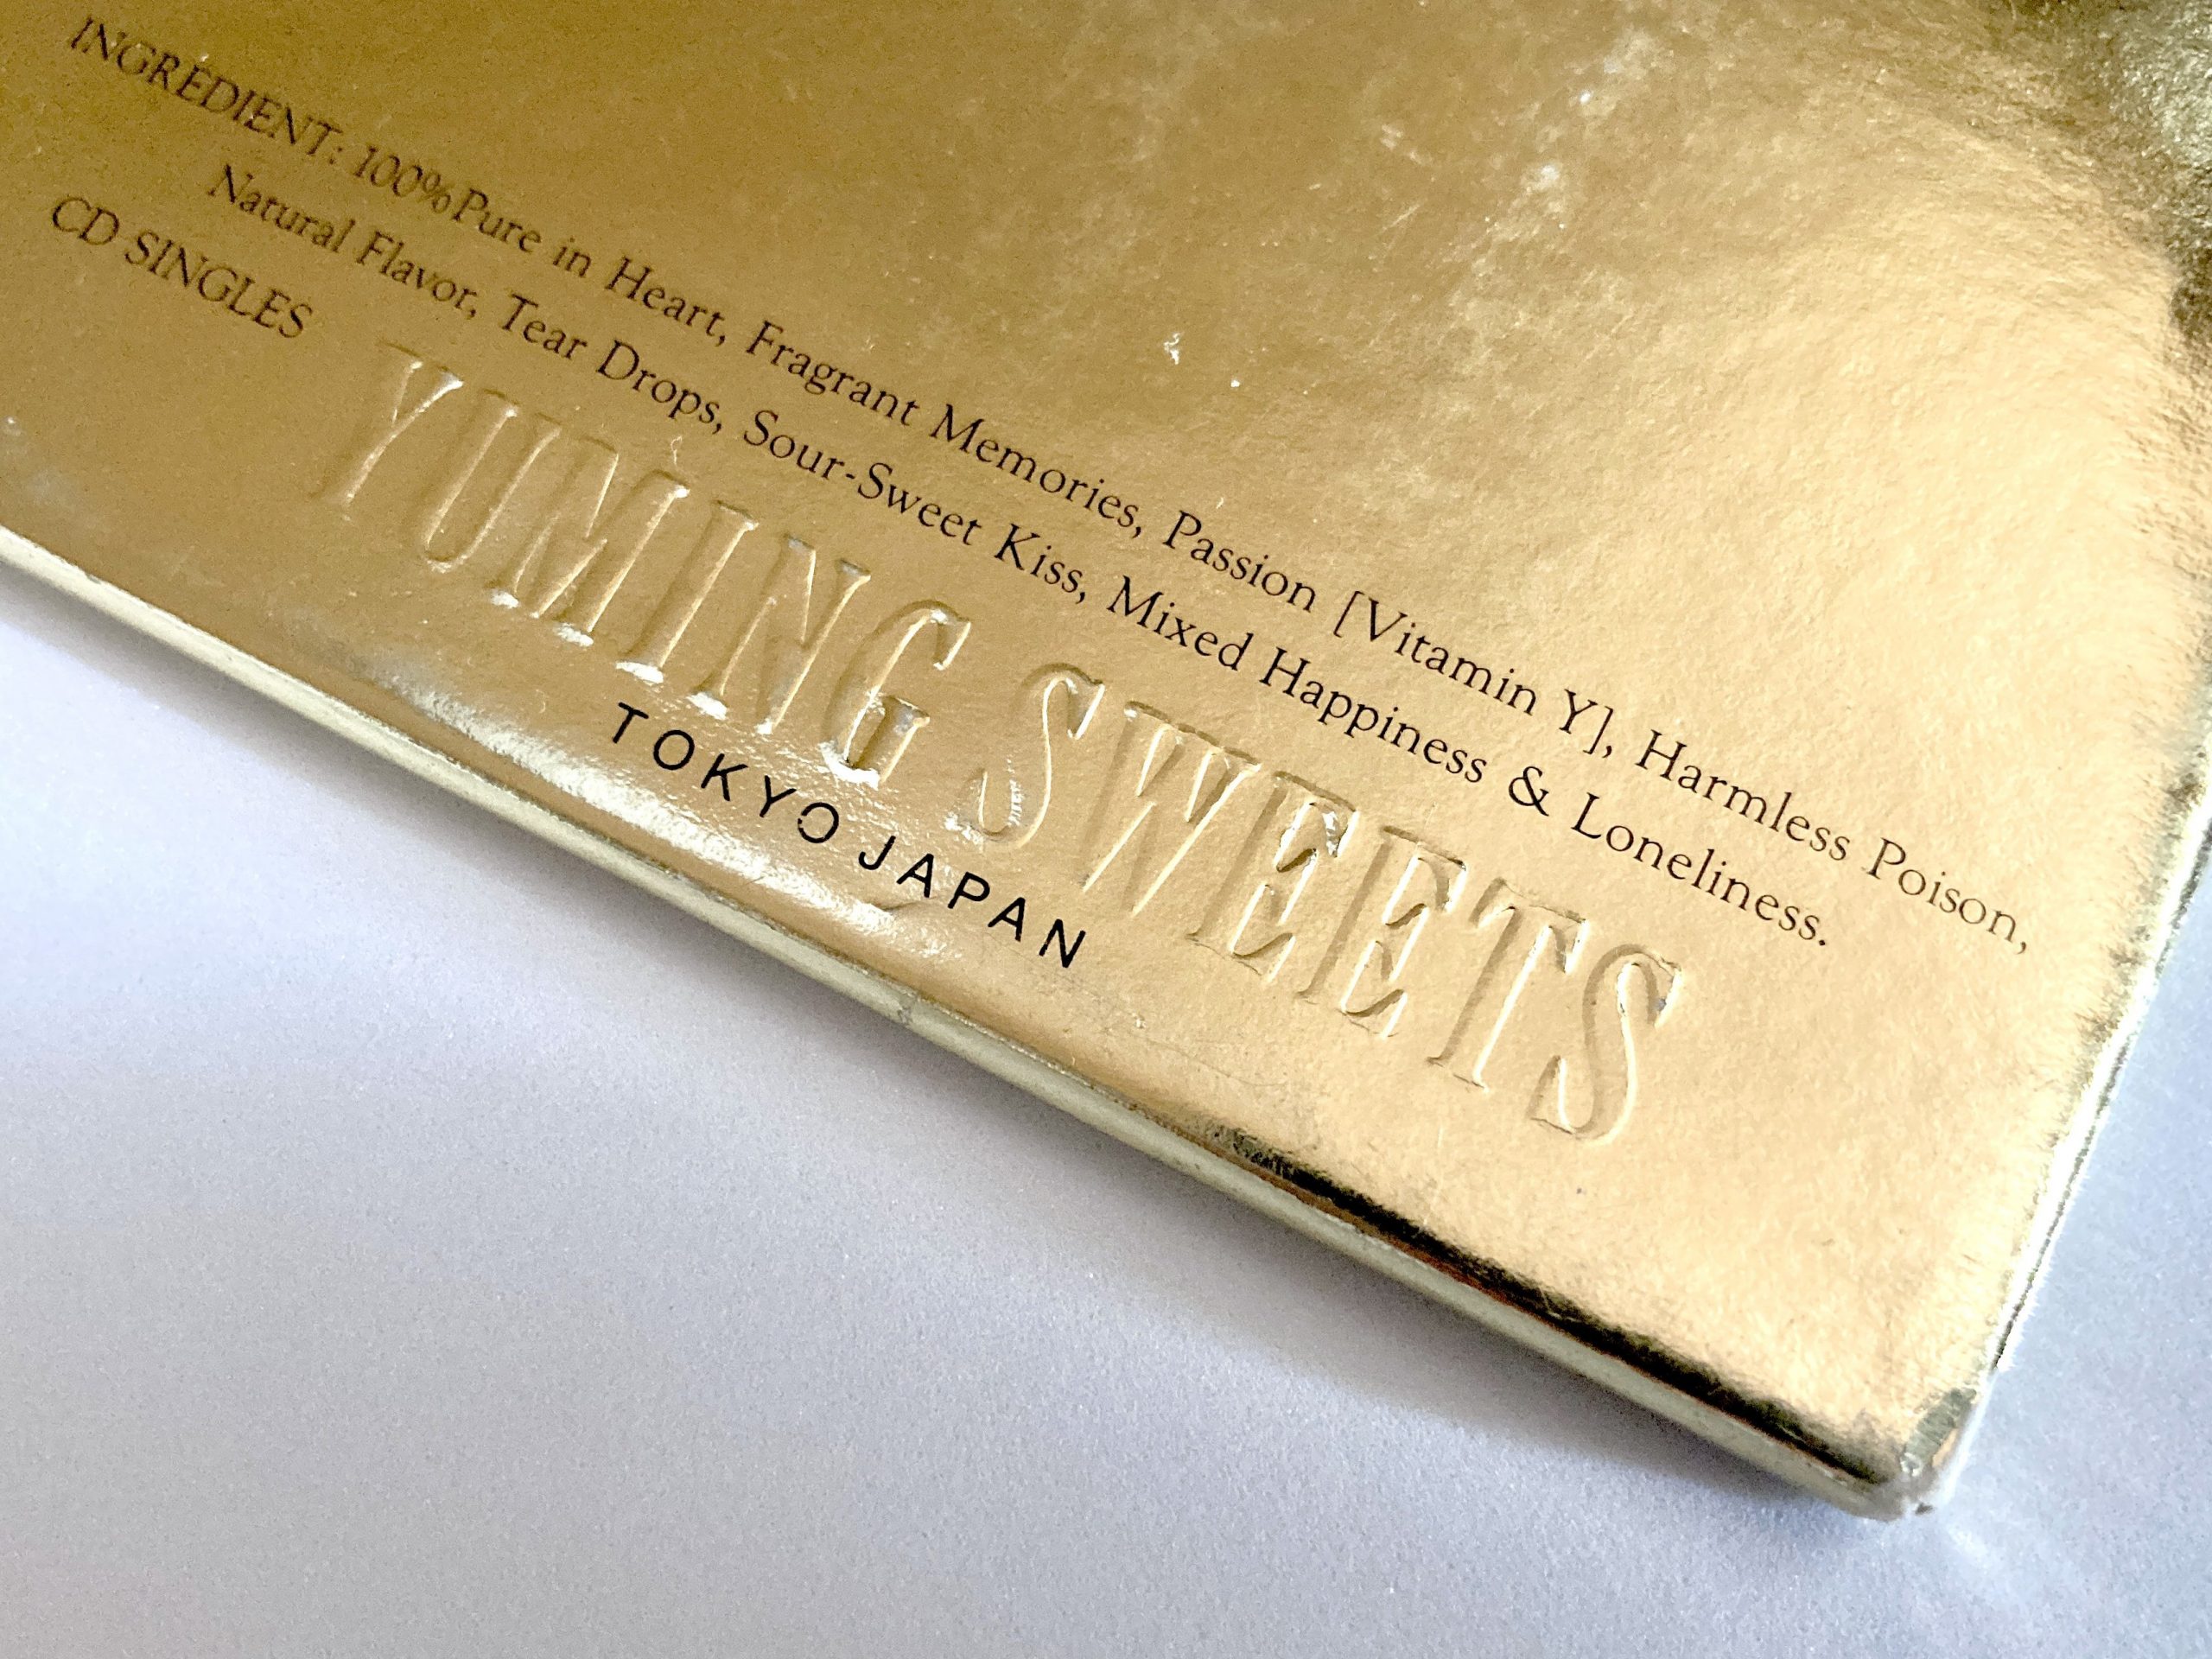 INGREDIENT: 100%Pure in Heart, Fragrant Memories, Passion [Vitamin Y], Harmless Poison,
Natural Flavor, Tear Drops, Sour-Sweet Kiss, Mixed Happiness & Loneliness.
CD SINGLES
YUMING SWEETS
TOKYO JAPAN